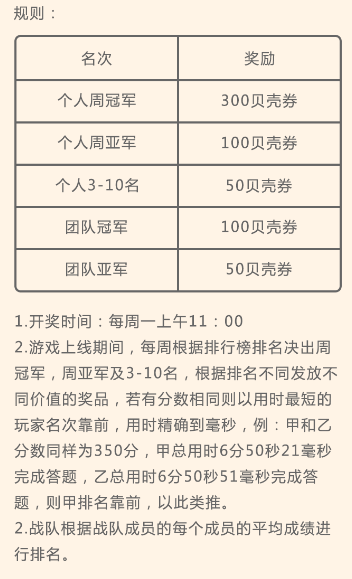 规则：
名次 奖励
个人周冠军 300贝壳券
个人周亚军 100贝壳券
个人3-10名 50贝壳券
团队冠军 100贝壳券
团队亚军 50贝壳券
1.开奖时间：每周一上午11：00
2.游戏上线期间，每周根据排行榜排名决出周
冠军，周亚军及3-10名，根据排名不同发放不
同价值的奖品，若有分数相同则以用时最短的
玩家名次靠前，用时精确到毫秒，例：甲和乙
分数同样为350分，甲总用时6分50秒21毫秒
完成答题，乙总用时6分50秒51毫秒完成答
题，则甲排名靠前，以此类推。
2.战队根据战队成员的每个成员的平均成绩进
行排名。